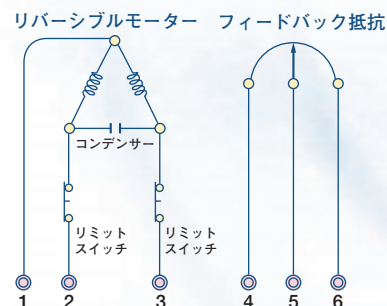 リバーシブルモーター フィードバック抵抗
コンデンサー
リミット
スイッチ
リミット
スイッチ
1 2 3 4 5 6